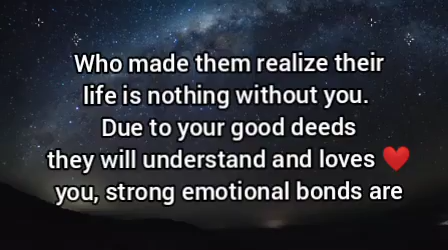 Who made them realize their
life is nothing without you.
Due to your good deeds
they will understand and loves ❤️
you, strong emotional bonds are